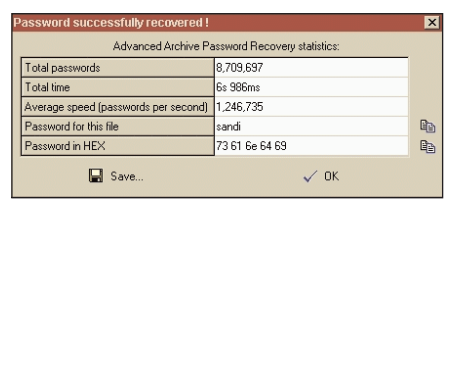 Password successfully recovered !
Advanced Archive Password Recovery statistics:
Total passwords 8,709,697
Total time 6s 986ms
Average speed (passwords per second) 1,246,735
Password for this file sandi
Password in HEX 73 61 6e 64 69
Save... OK